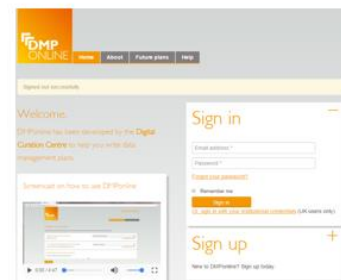 DMP
ONLINE
Home About Future plans Help
Signed out successfully.
Welcome.
DMPonline has been developed by the Digital
Curation Centre to help you write data
management plans.
Screencast on how to use DMPonline
Sign in
Email address *
Password *
Forgot your password?
Remember me
Sign in
Or, sign in with your institutional credentials (UK users only)
Sign up
New to DMPonline? Sign up today.